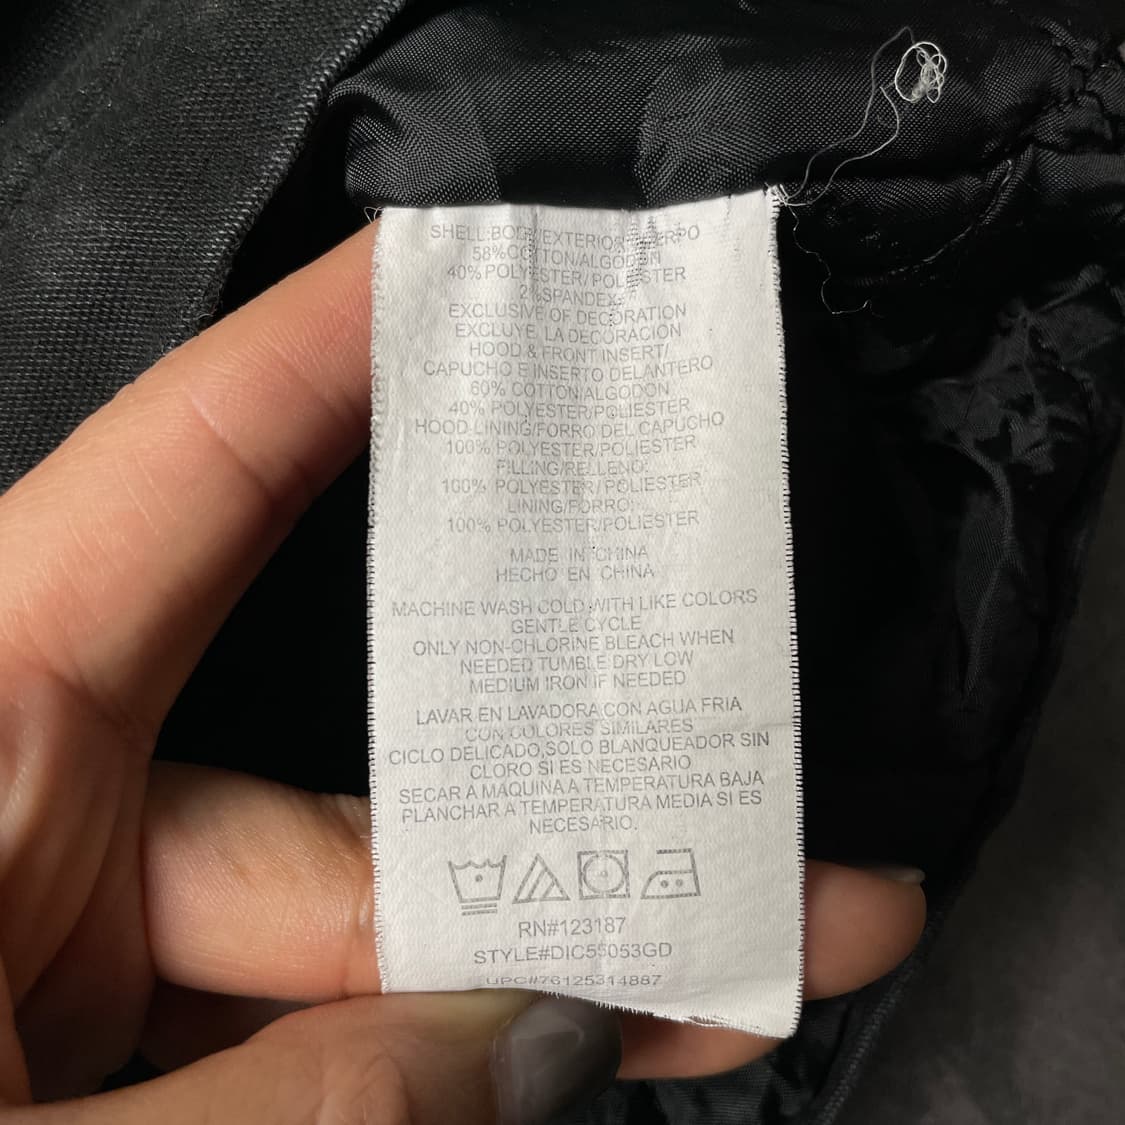 SHELL:BODY/EXTERIOR:CUERPO
58%COTTON/ALGODON
40%POLYESTER/POLIESTER
2%SPANDEX
EXCLUSIVE OF DECORATION
EXCLUYE LA DECORACION
HOOD & FRONT INSERT/
CAPUCHO E INSERTO DELANTERO
60% COTTON/ALGODON
40% POLYESTER/POLIESTER
HOOD LINING/FORRO DEL CAPUCHO
100% POLYESTER/POLIESTER
FILLING/RELLENO:
100% POLYESTER/POLIESTER
LINING/FORRO:
100% POLYESTER/POLIESTER
MADE IN CHINA
HECHO EN CHINA
MACHINE WASH COLD WITH LIKE COLORS
GENTLE CYCLE
ONLY NON-CHLORINE BLEACH WHEN
NEEDED TUMBLE DRY LOW
MEDIUM IRON IF NEEDED
LAVAR EN LAVADORA CON AGUA FRIA
CON COLORES SIMILARES
CICLO DELICADO,SOLO BLANQUEADOR SIN
CLORO SI ES NECESARIO
SECAR A MAQUINA A TEMPERATURA BAJA
PLANCHAR A TEMPERATURA MEDIA SI ES
NECESARIO.
RN#123187
STYLE#DIC55053GD
UPC#76125314887